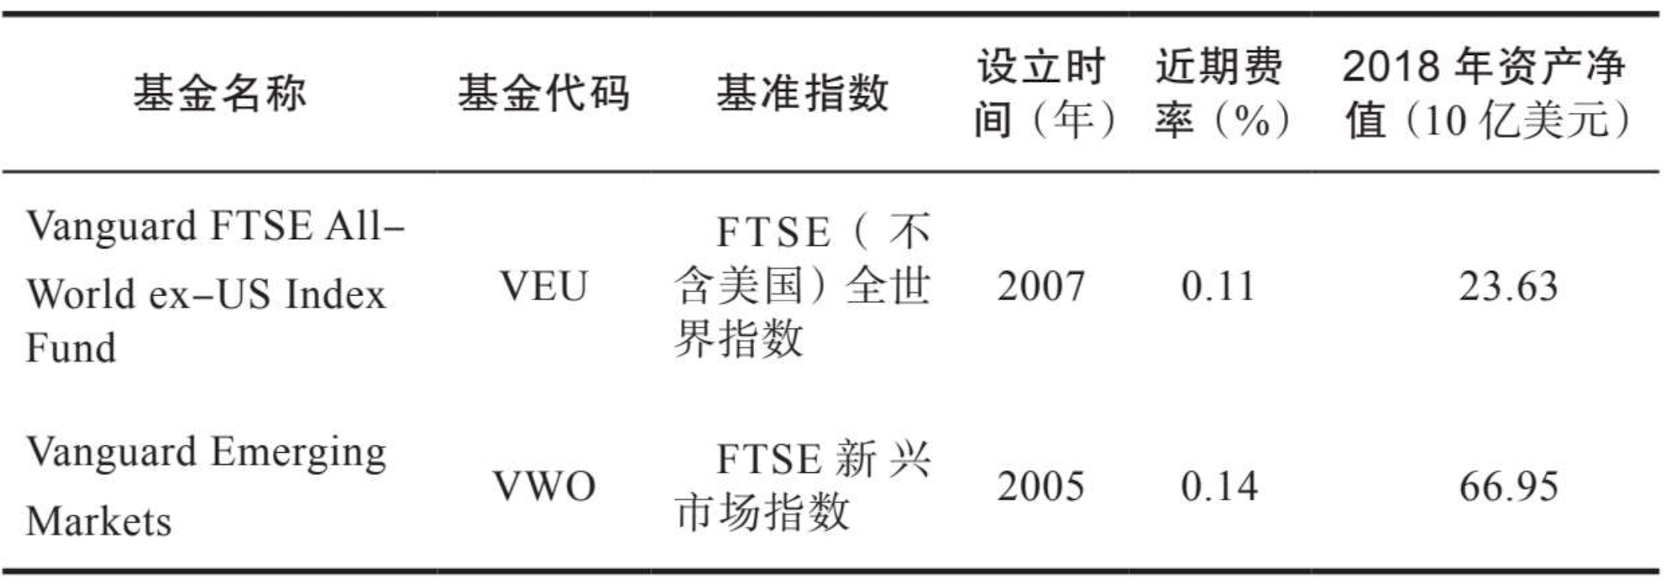 基金名称 基金代码 基准指数 设立时间（年） 近期费率（%） 2018 年资产净值（10 亿美元）
Vanguard FTSE All–
World ex–US Index
Fund
VEU
FTSE（不
含美国）全世
界指数
2007
0.11
23.63
Vanguard Emerging
Markets
VWO
FTSE 新兴
市场指数
2005
0.14
66.95